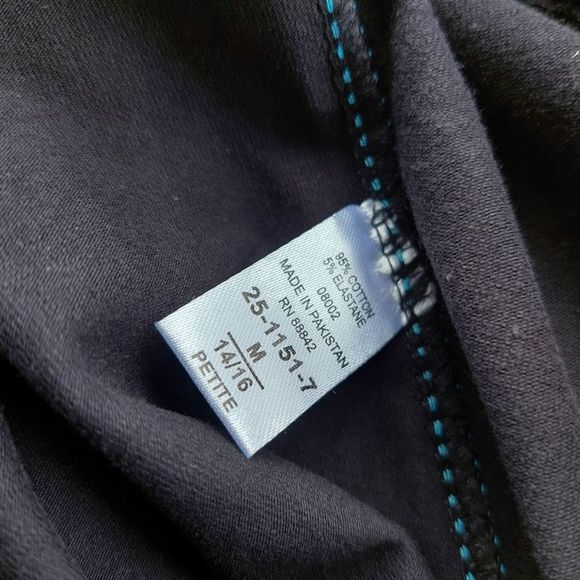 95% COTTON
5% ELASTANE
08002
MADE IN PAKISTAN
RN 88842
25-1151-7
M
14/16
PETITE